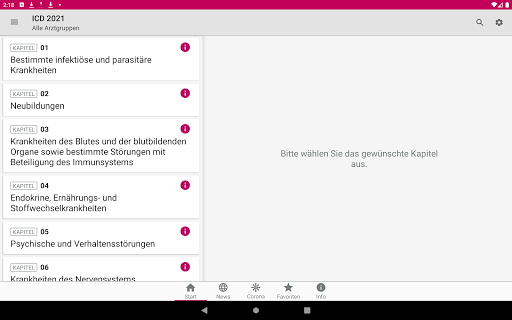 2:18
ICD 2021
Alle Arztgruppen
KAPITEL 01
Bestimmte infektiöse und parasitäre
Krankheiten
KAPITEL 02
Neubildungen
KAPITEL 03
Krankheiten des Blutes und der blutbildenden
Organe sowie bestimmte Störungen mit
Beteiligung des Immunsystems
KAPITEL 04
Endokrine, Ernährungs- und
Stoffwechselkrankheiten
KAPITEL 05
Psychische und Verhaltensstörungen
KAPITEL 06
Krankheiten des Nervensystems
Bitte wählen Sie das gewünschte Kapitel
aus.
Start
News
Corona
Favoriten
Info